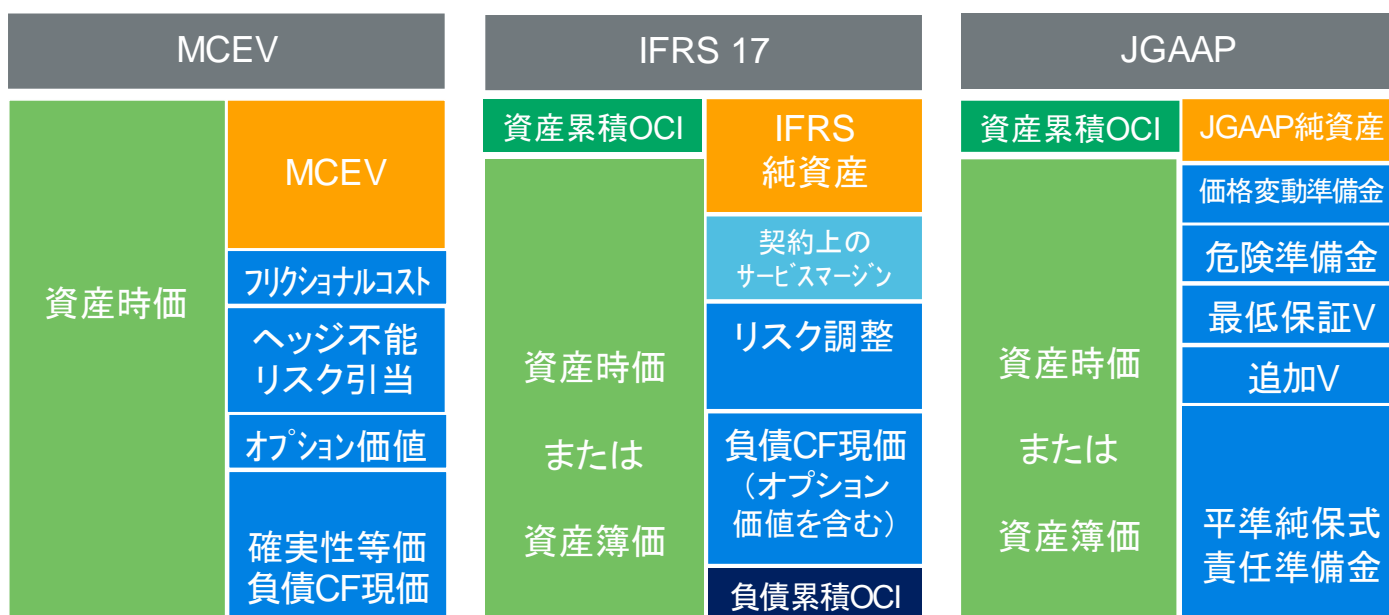 MCEV
資産時価
MCEV
フリクショナルコスト
ヘッジ不能
リスク引当
オプション価値
確実性等価
負債CF現価
IFRS 17
資産累積OCI
資産時価
または
資産簿価
IFRS
純資産
契約上の
サービスマージン
リスク調整
負債CF現価
（オプション
価値を含む）
負債累積OCI
JGAAP
資産累積OCI
資産時価
または
資産簿価
JGAAP純資産
価格変動準備金
危険準備金
最低保証V
追加V
平準純保式
責任準備金